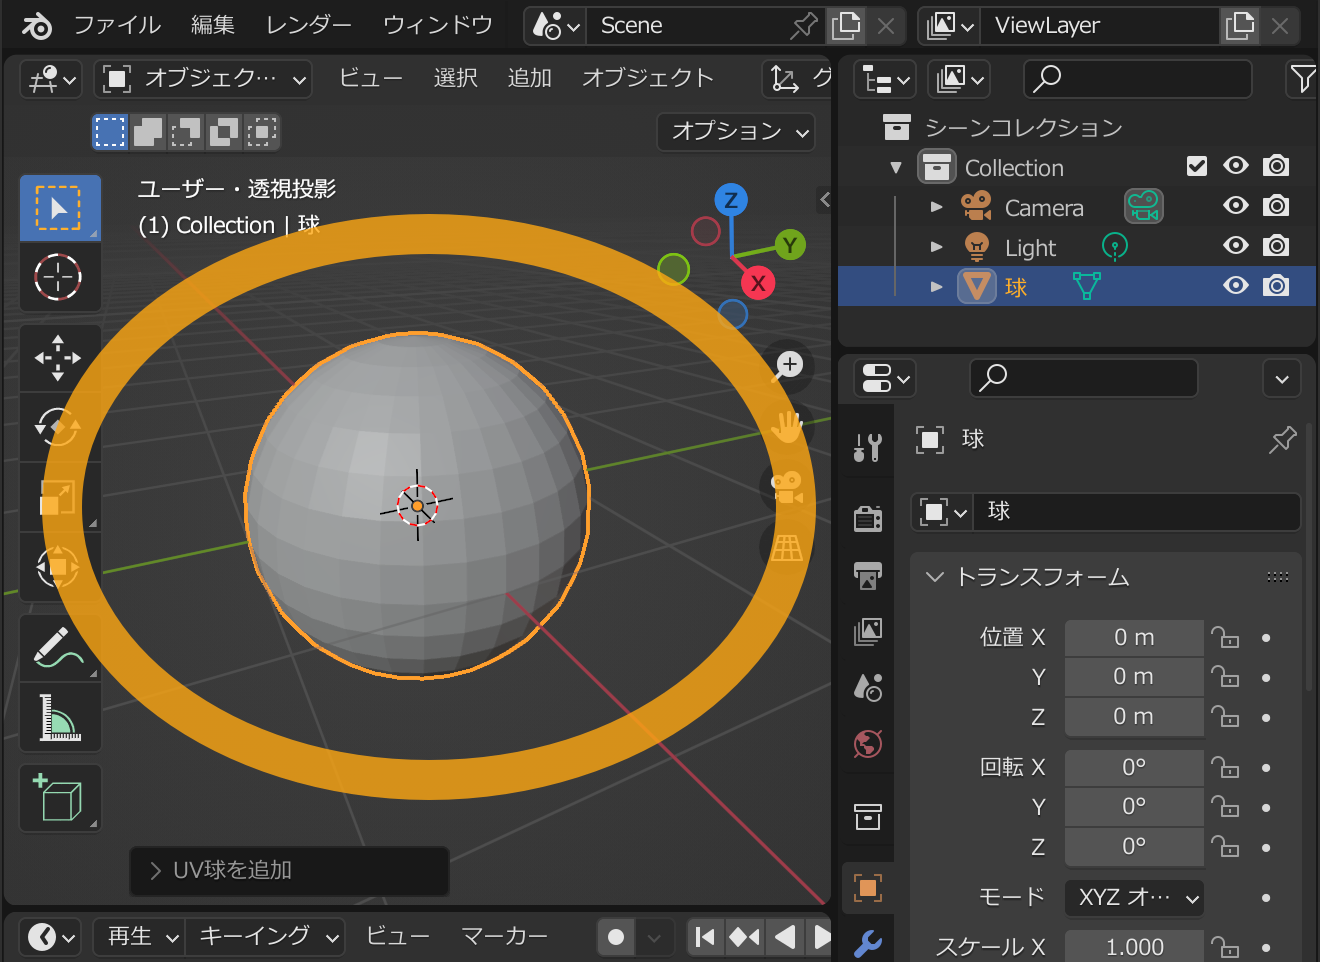 ファイル 編集 レンダー ウィンドウ Scene ViewLayer
オブジェク… ビュー 選択 追加 オブジェクト グ
オプション
ユーザー・透視投影
(1) Collection | 球
Z
Y
X
UV球を追加
再生 キーイング ビュー マーカー
シーンコレクション
Collection
Camera
Light
球
球
球
トランスフォーム
位置 X 0 m
Y 0 m
Z 0 m
回転 X 0°
Y 0°
Z 0°
モード XYZ オ…
スケール X 1.000